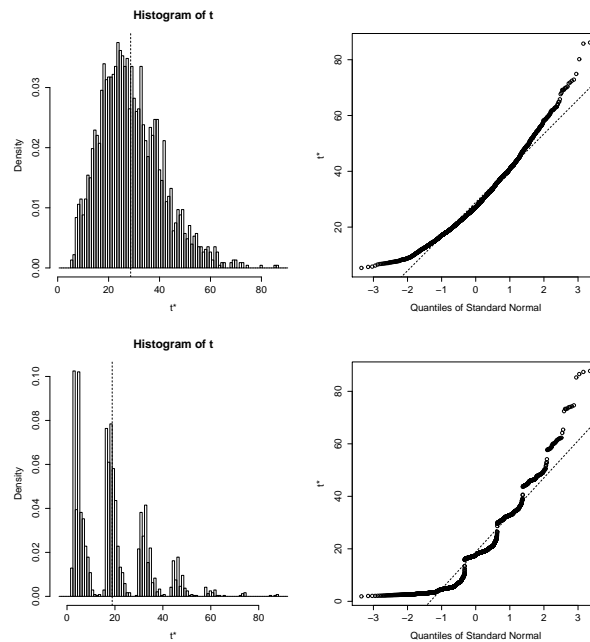 Histogram of t
Density
0.00 0.01 0.02 0.03
0 20 40 60 80
t*
t*
20 40 60 80
−3 −2 −1 0 1 2 3
Quantiles of Standard Normal
Histogram of t
Density
0.00 0.02 0.04 0.06 0.08 0.10
0 20 40 60 80
t*
t*
0 20 40 60 80
−3 −2 −1 0 1 2 3
Quantiles of Standard Normal